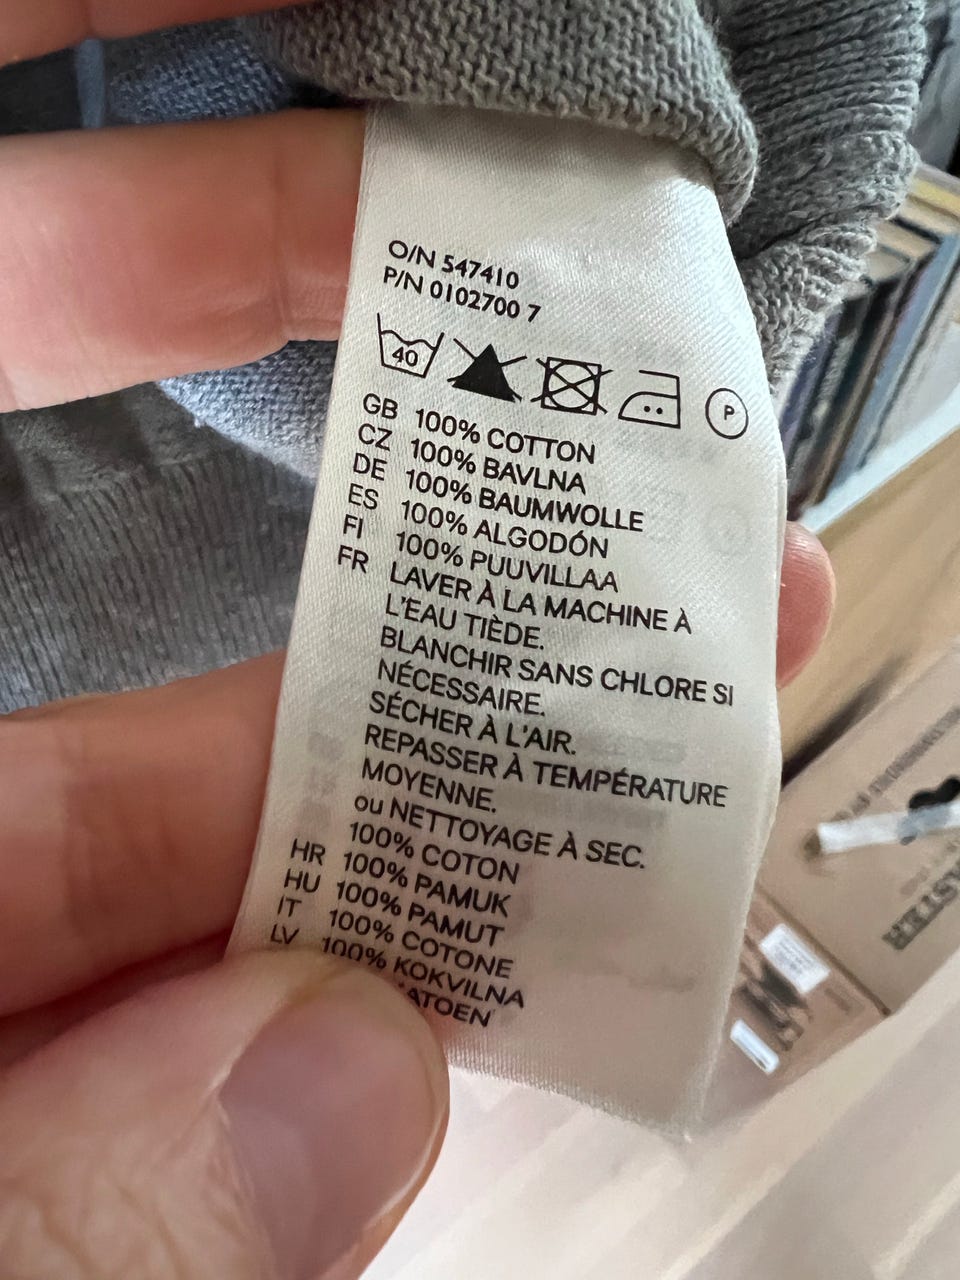 O/N 547410
P/N 0102700 7
40 P
GB 100% COTTON
CZ 100% BAVLNA
DE 100% BAUMWOLLE
ES 100% ALGODÓN
FI 100% PUUVILLAA
FR LAVER À LA MACHINE À
L'EAU TIÈDE.
BLANCHIR SANS CHLORE SI
NÉCESSAIRE.
SÉCHER À L'AIR.
REPASSER À TEMPÉRATURE
MOYENNE.
ou NETTOYAGE À SEC.
100% COTON
HR 100% PAMUK
HU 100% PAMUT
IT 100% COTONE
LV 100% KOKVILNA